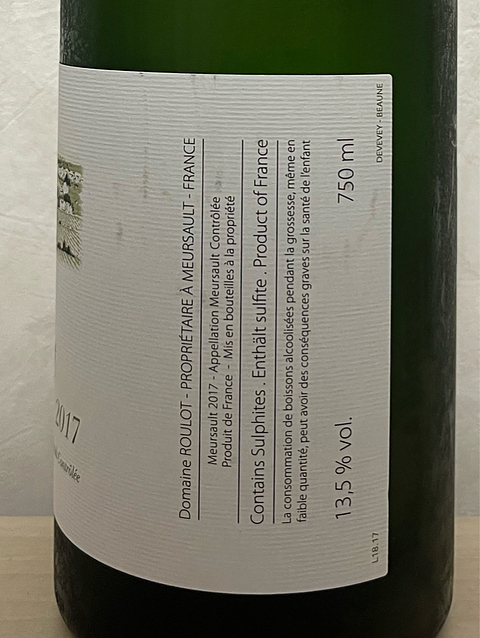 Domaine ROULOT - PROPRIÉTAIRE À MEURSAULT - FRANCE
Meursault 2017 - Appellation Meursault Contrôlée
Produit de France - Mis en bouteilles à la propriété
Contains Sulphites . Enthält sulfite . Product of France
La consommation de boissons alcoolisées pendant la grossesse, même en
faible quantité, peut avoir des conséquences graves sur la santé de l'enfant
13,5 % vol. 750 ml
L1B.17 DEVEVEY - BEAUNE
2017
Contrôlée